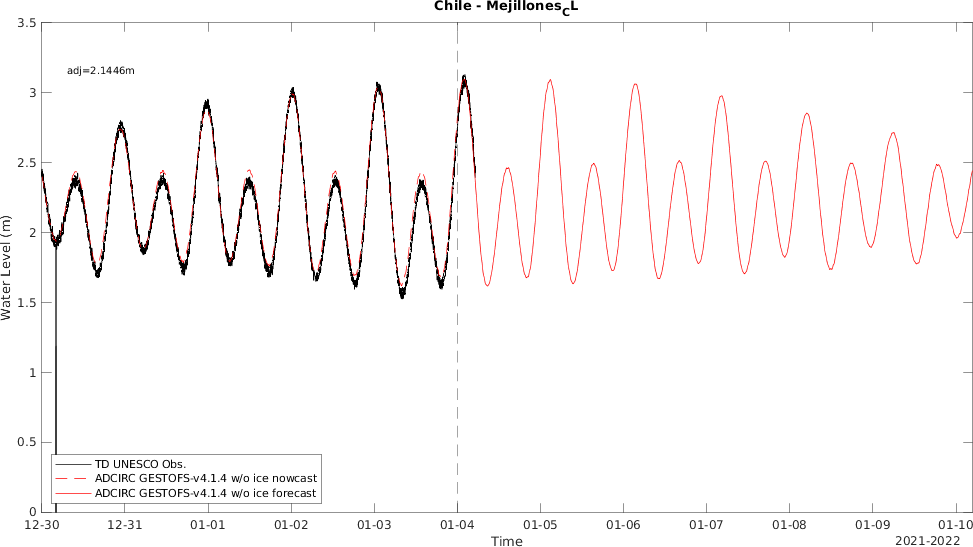 Chile - Mejillones_CL
3.5
adj=2.1446m
3
2.5
2
1.5
1
0.5
0
Water Level (m)
TD UNESCO Obs.
ADCIRC GESTOFS-v4.1.4 w/o ice nowcast
ADCIRC GESTOFS-v4.1.4 w/o ice forecast
12-30 12-31 01-01 01-02 01-03 01-04 01-05 01-06 01-07 01-08 01-09 01-10
Time
2021-2022